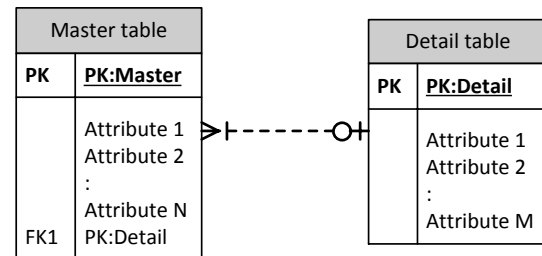 Master table
PK PK:Master
Attribute 1
Attribute 2
:
Attribute N
FK1 PK:Detail
Detail table
PK PK:Detail
Attribute 1
Attribute 2
:
Attribute M